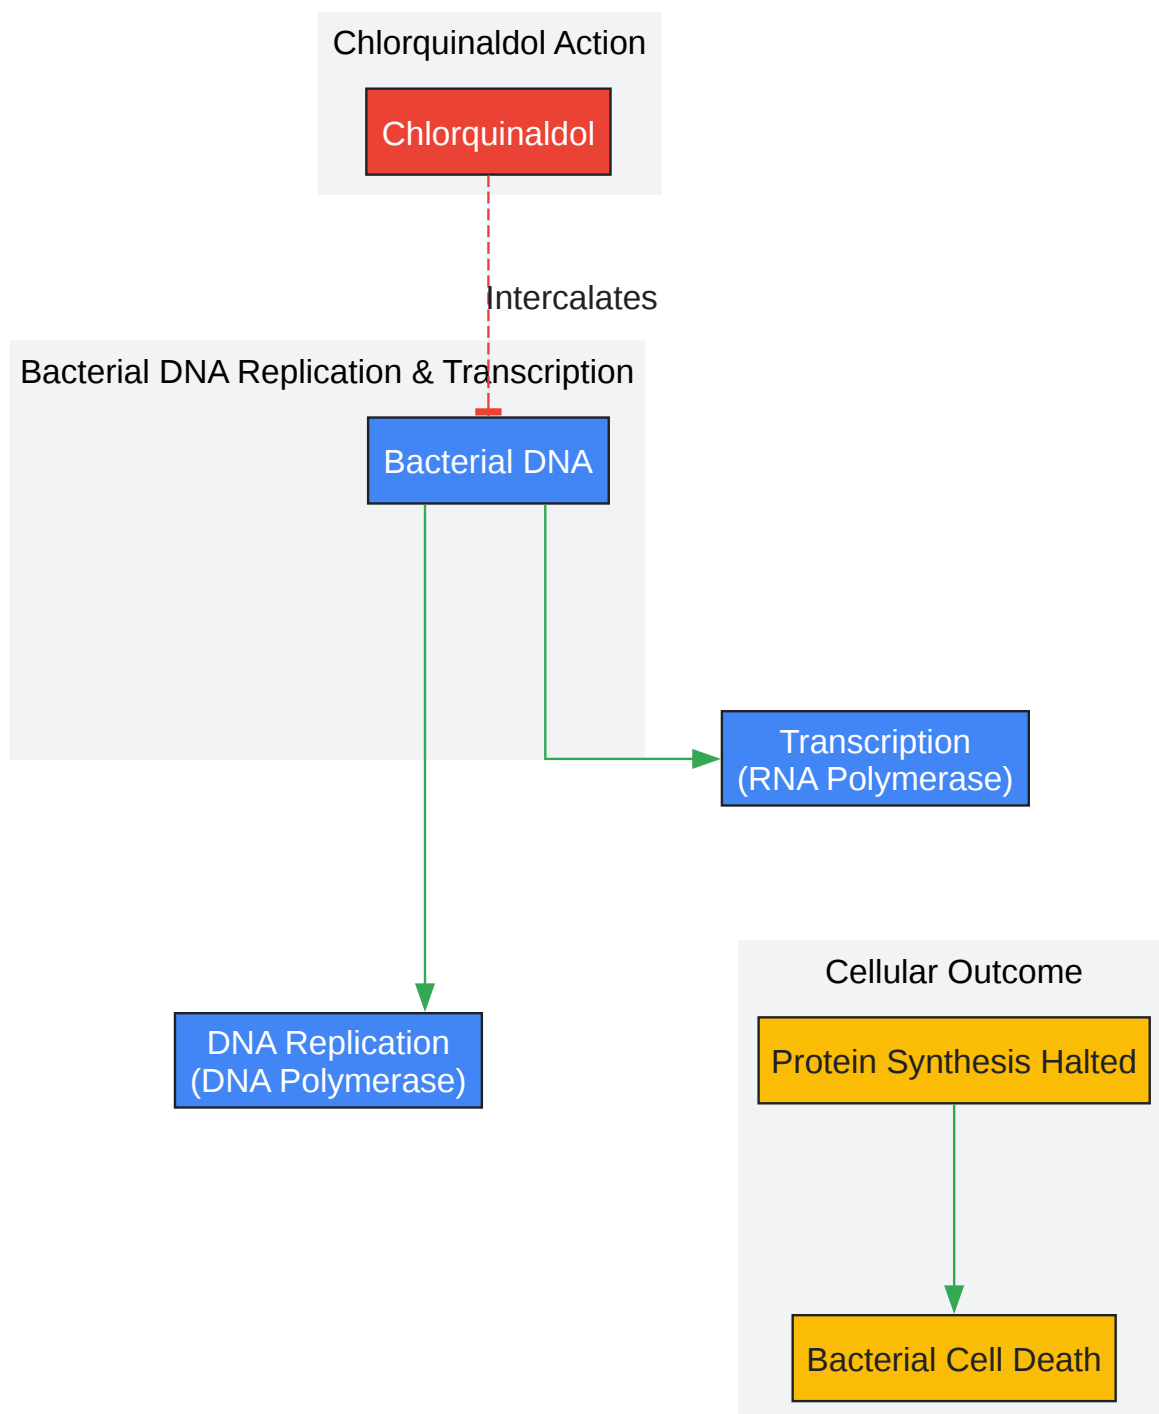 Chlorquinaldol Action
Chlorquinaldol
Intercalates
Bacterial DNA Replication & Transcription
Bacterial DNA
Transcription
(RNA Polymerase)
DNA Replication
(DNA Polymerase)
Cellular Outcome
Protein Synthesis Halted
Bacterial Cell Death